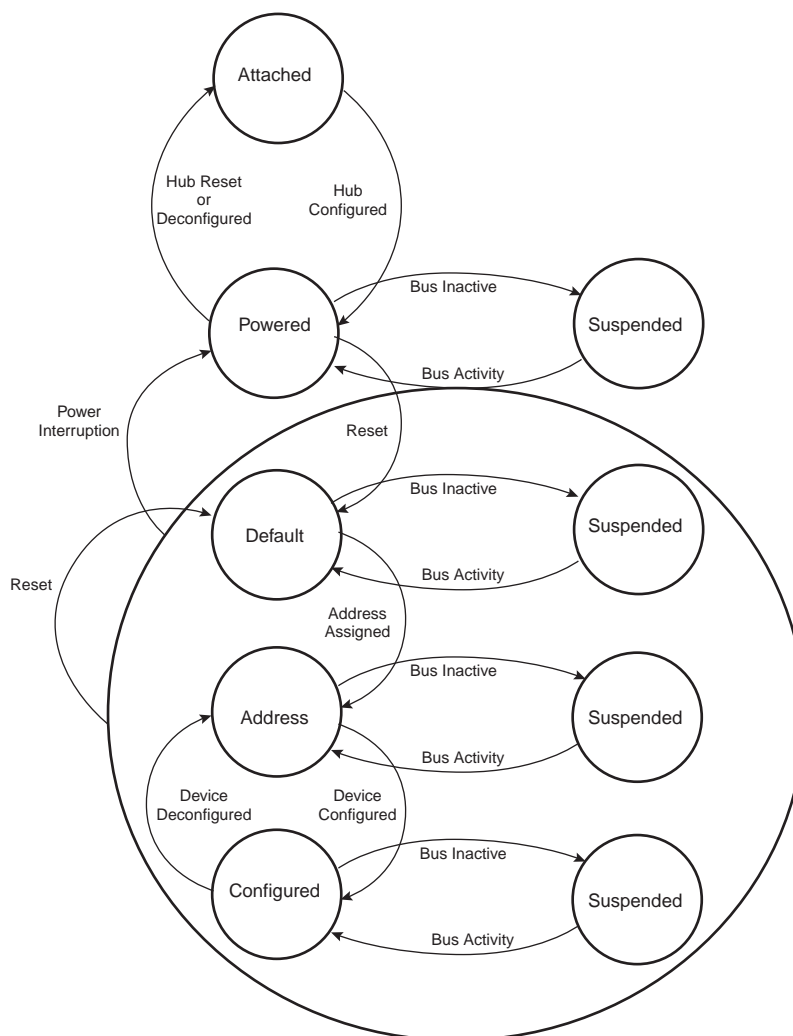 Attached
Hub Reset
or
Deconfigured
Hub
Configured
Powered
Bus Inactive
Suspended
Bus Activity
Power
Interruption
Reset
Default
Bus Inactive
Suspended
Bus Activity
Reset
Address
Assigned
Address
Bus Inactive
Suspended
Bus Activity
Device
Deconfigured
Device
Configured
Configured
Bus Inactive
Suspended
Bus Activity